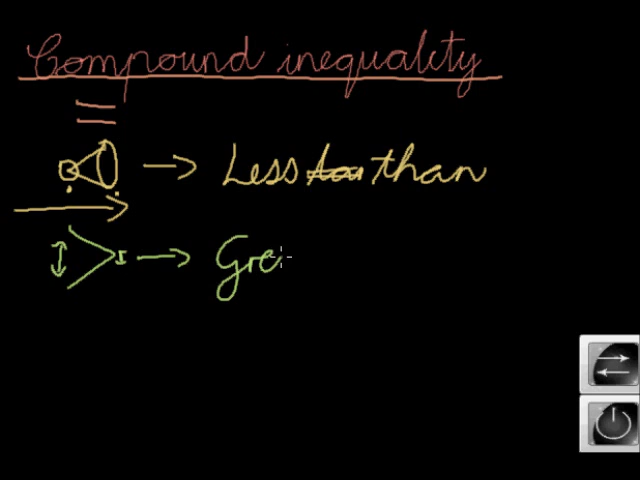 Compound inequality
=
< → Less than
> → Gre